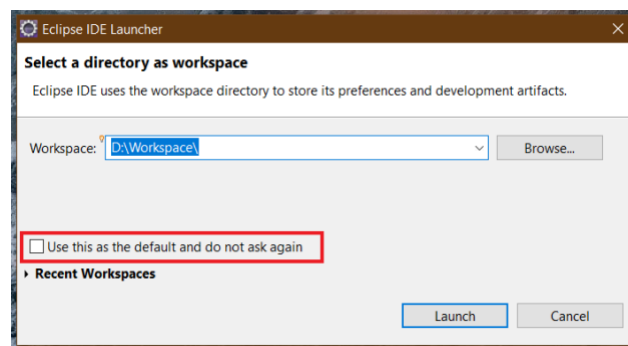 Eclipse IDE Launcher
Select a directory as workspace
Eclipse IDE uses the workspace directory to store its preferences and development artifacts.
Workspace: D:\Workspace\ Browse...
Use this as the default and do not ask again
Recent Workspaces
Launch Cancel